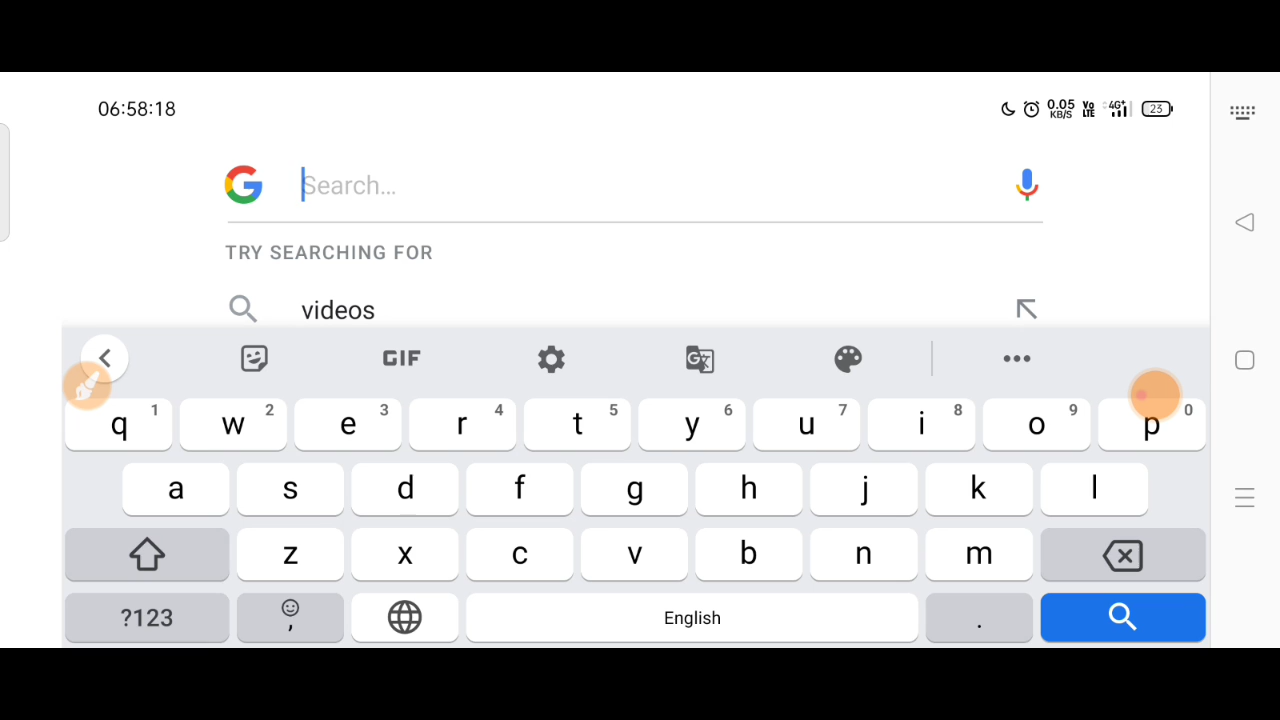 06:58:18 0.05 KB/S Vo LTE 4G+ 23
G Search...
TRY SEARCHING FOR
videos
GIF G
q 1 w 2 e 3 r 4 t 5 y 6 u 7 i 8 o 9 p 0
a s d f g h j k l
z x c v b n m
?123 , English .